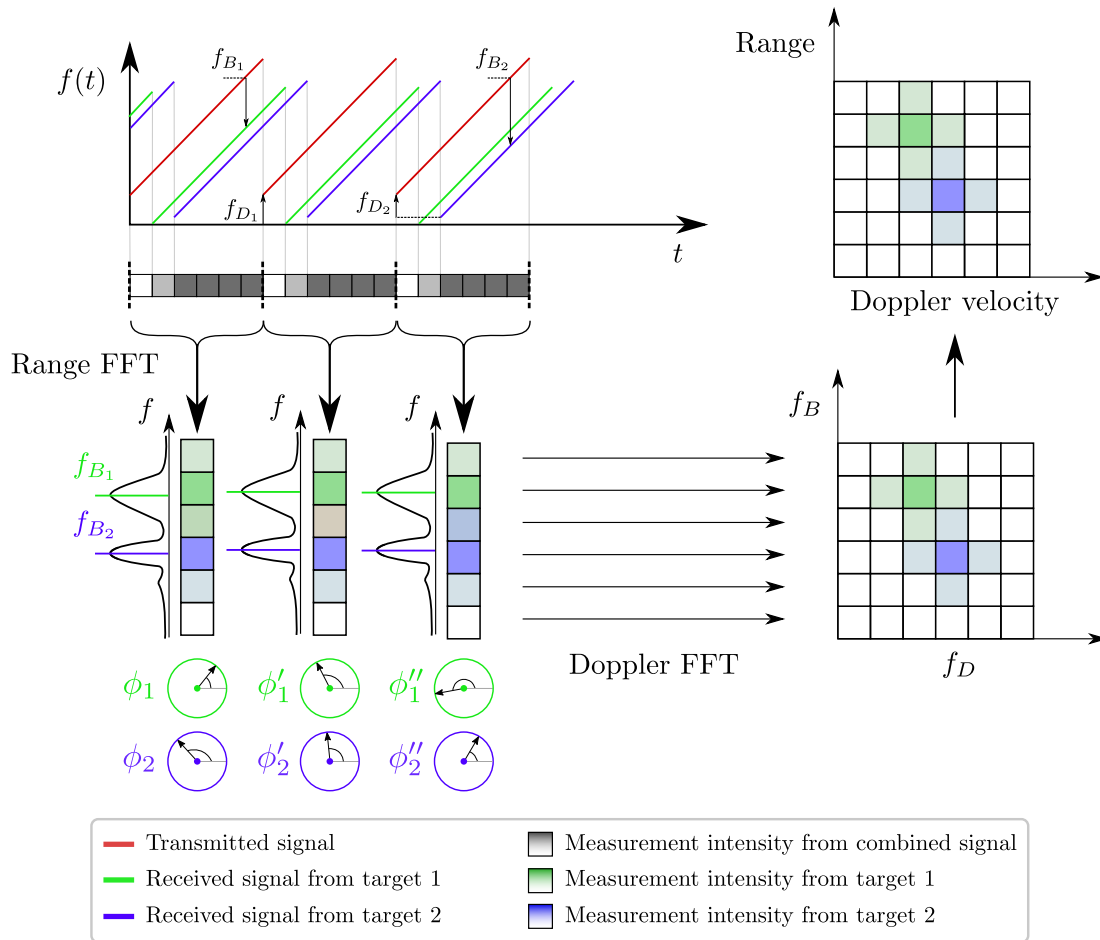 f(t)
f_{B_1}
f_{B_2}
f_{D_1}
f_{D_2}
t
Range
Doppler velocity
Range FFT
f
f
f
f_{B_1}
f_{B_2}
f_B
f_D
Doppler FFT
ϕ_1
ϕ'_1
ϕ''_1
ϕ_2
ϕ'_2
ϕ''_2
Transmitted signal
Received signal from target 1
Received signal from target 2
Measurement intensity from combined signal
Measurement intensity from target 1
Measurement intensity from target 2